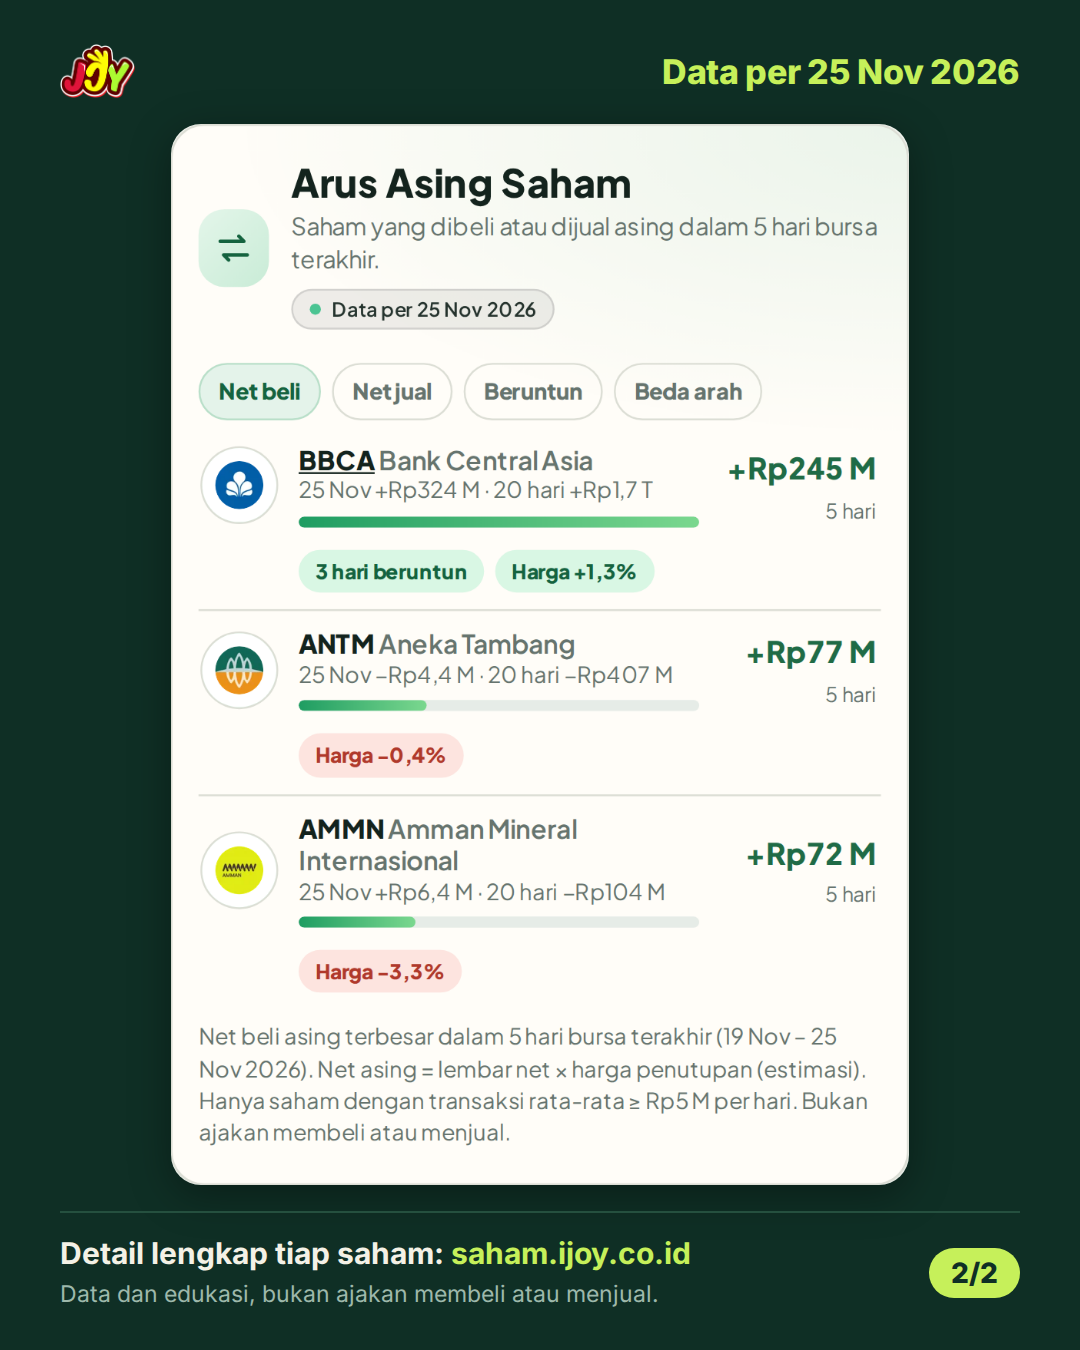 JOY
Data per 25 Nov 2026
Arus Asing Saham
Saham yang dibeli atau dijual asing dalam 5 hari bursa
terakhir.
Data per 25 Nov 2026
Net beli
Net jual
Beruntun
Beda arah
BBCA Bank Central Asia
25 Nov +Rp324 M · 20 hari +Rp1,7 T
+Rp245 M
5 hari
3 hari beruntun
Harga +1,3%
ANTM Aneka Tambang
25 Nov −Rp4,4 M · 20 hari −Rp407 M
+Rp77 M
5 hari
Harga −0,4%
AMMAN
AMMN Amman Mineral
Internasional
25 Nov +Rp6,4 M · 20 hari −Rp104 M
+Rp72 M
5 hari
Harga −3,3%
Net beli asing terbesar dalam 5 hari bursa terakhir (19 Nov – 25
Nov 2026). Net asing = lembar net × harga penutupan (estimasi).
Hanya saham dengan transaksi rata-rata ≥ Rp5 M per hari. Bukan
ajakan membeli atau menjual.
Detail lengkap tiap saham: saham.ijoy.co.id
Data dan edukasi, bukan ajakan membeli atau menjual.
2/2